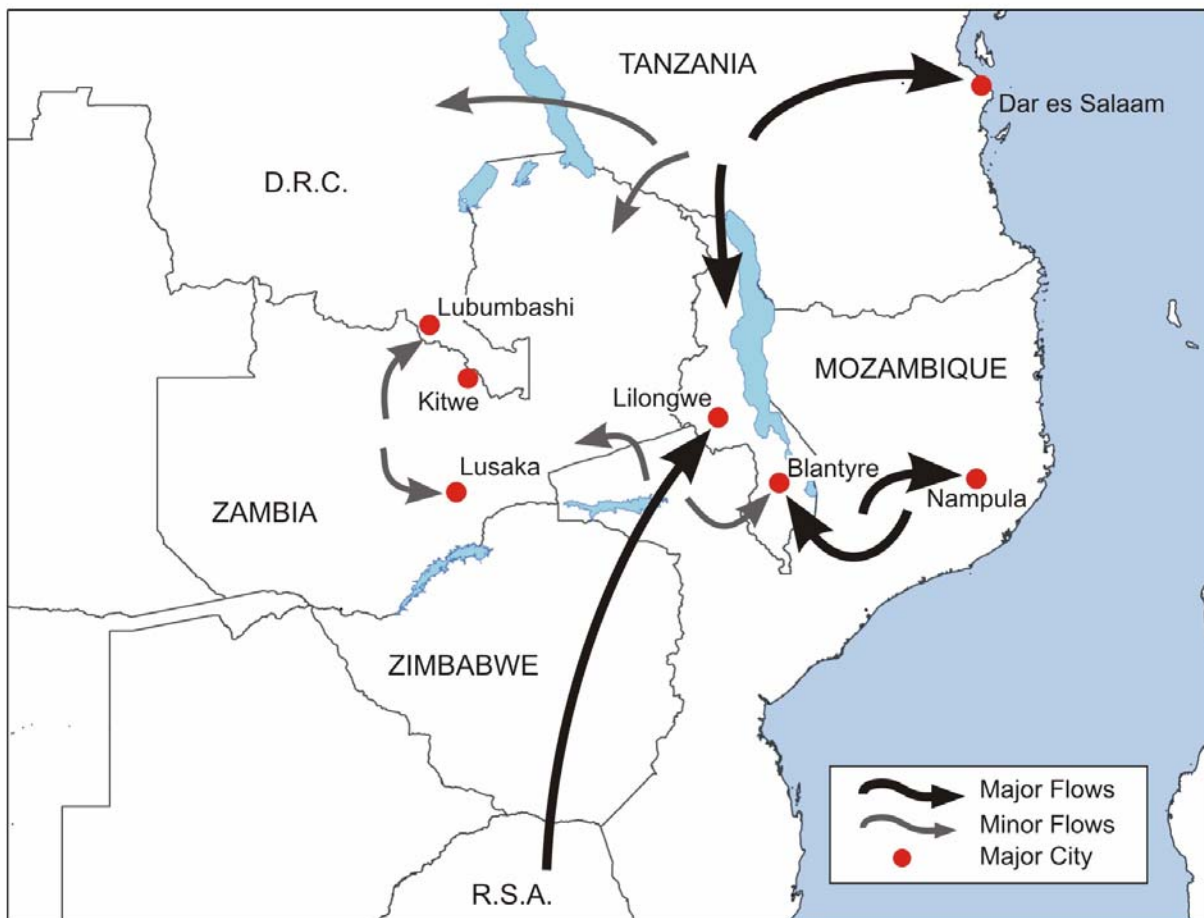 TANZANIA
Dar es Salaam
D.R.C.
Lubumbashi
MOZAMBIQUE
Kitwe
Lilongwe
Lusaka
Blantyre
Nampula
ZAMBIA
ZIMBABWE
R.S.A.
Major Flows
Minor Flows
Major City